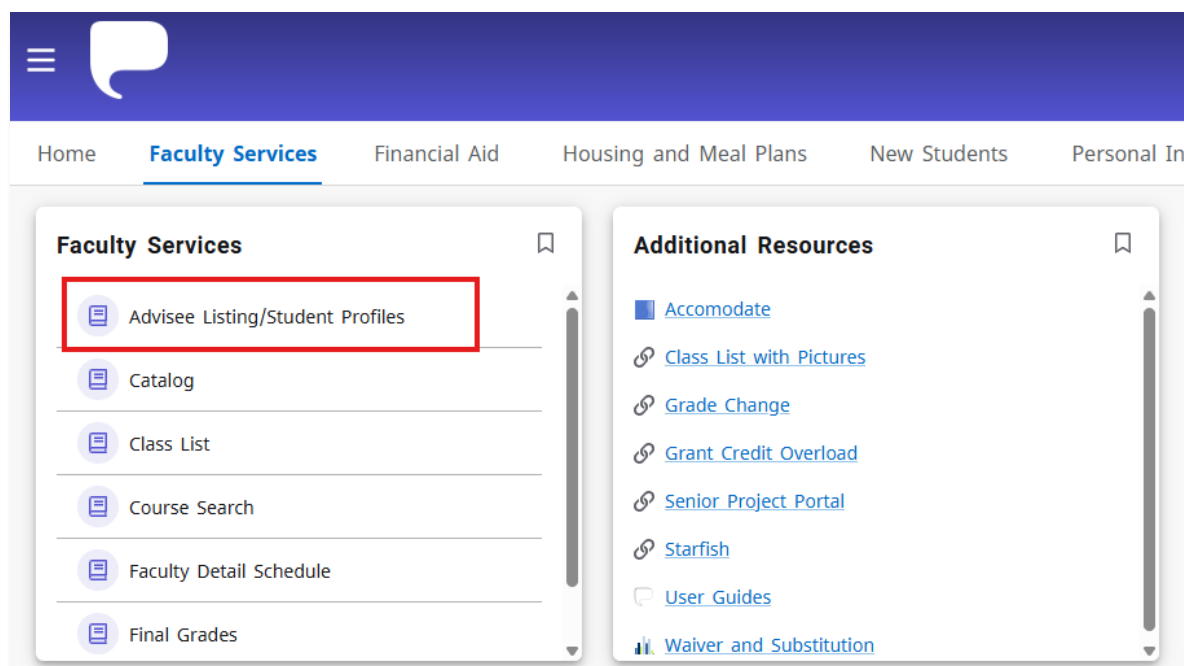 Home Faculty Services Financial Aid Housing and Meal Plans New Students Personal In
Faculty Services
Advisee Listing/Student Profiles
Catalog
Class List
Course Search
Faculty Detail Schedule
Final Grades
Additional Resources
Accomodate
Class List with Pictures
Grade Change
Grant Credit Overload
Senior Project Portal
Starfish
User Guides
Waiver and Substitution